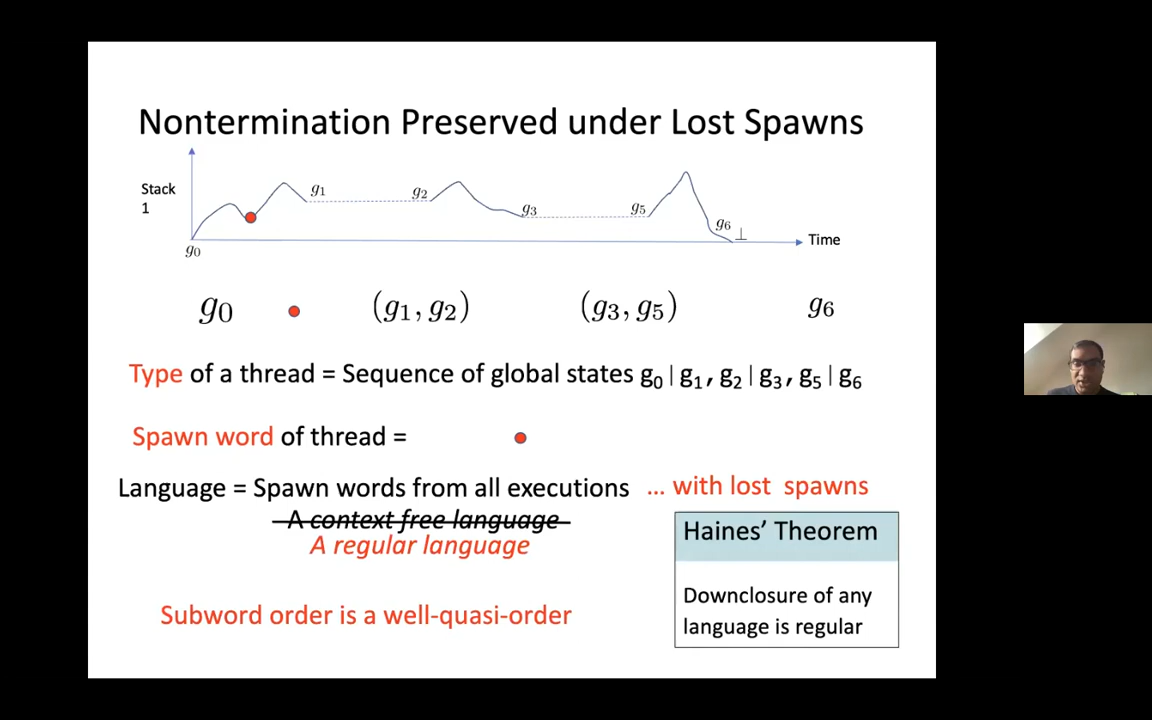 Nontermination Preserved under Lost Spawns
Stack
1
g₁
g₂
g₃
g₅
g₆
⊥
Time
g₀
g₀ (g₁, g₂) (g₃, g₅) g₆
Type of a thread = Sequence of global states g₀|g₁, g₂|g₃, g₅|g₆
Spawn word of thread =
Language = Spawn words from all executions ... with lost spawns
A context free language
A regular language
Haines' Theorem
Downclosure of any
language is regular
Subword order is a well-quasi-order